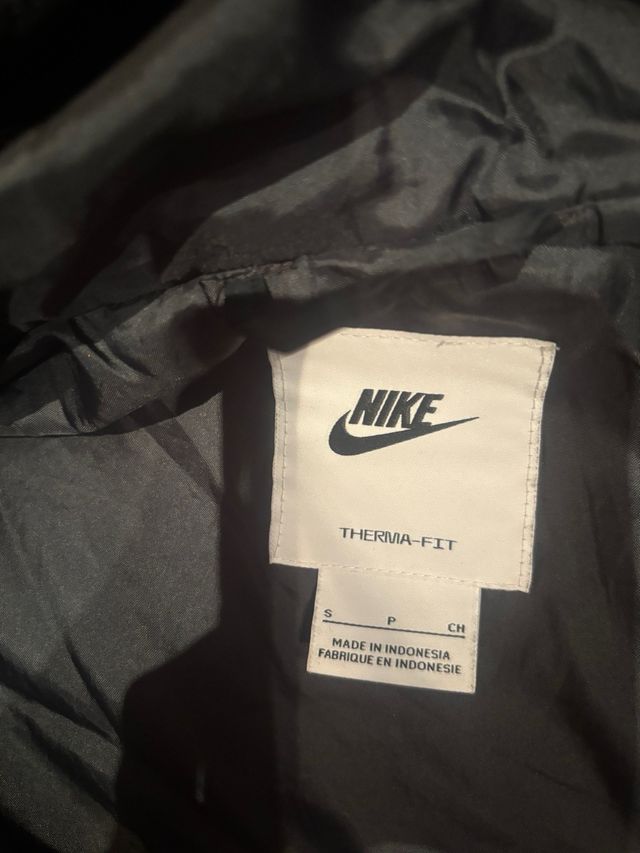 NIKE
THERMA-FIT
S P CH
MADE IN INDONESIA
FABRIQUE EN INDONESIE